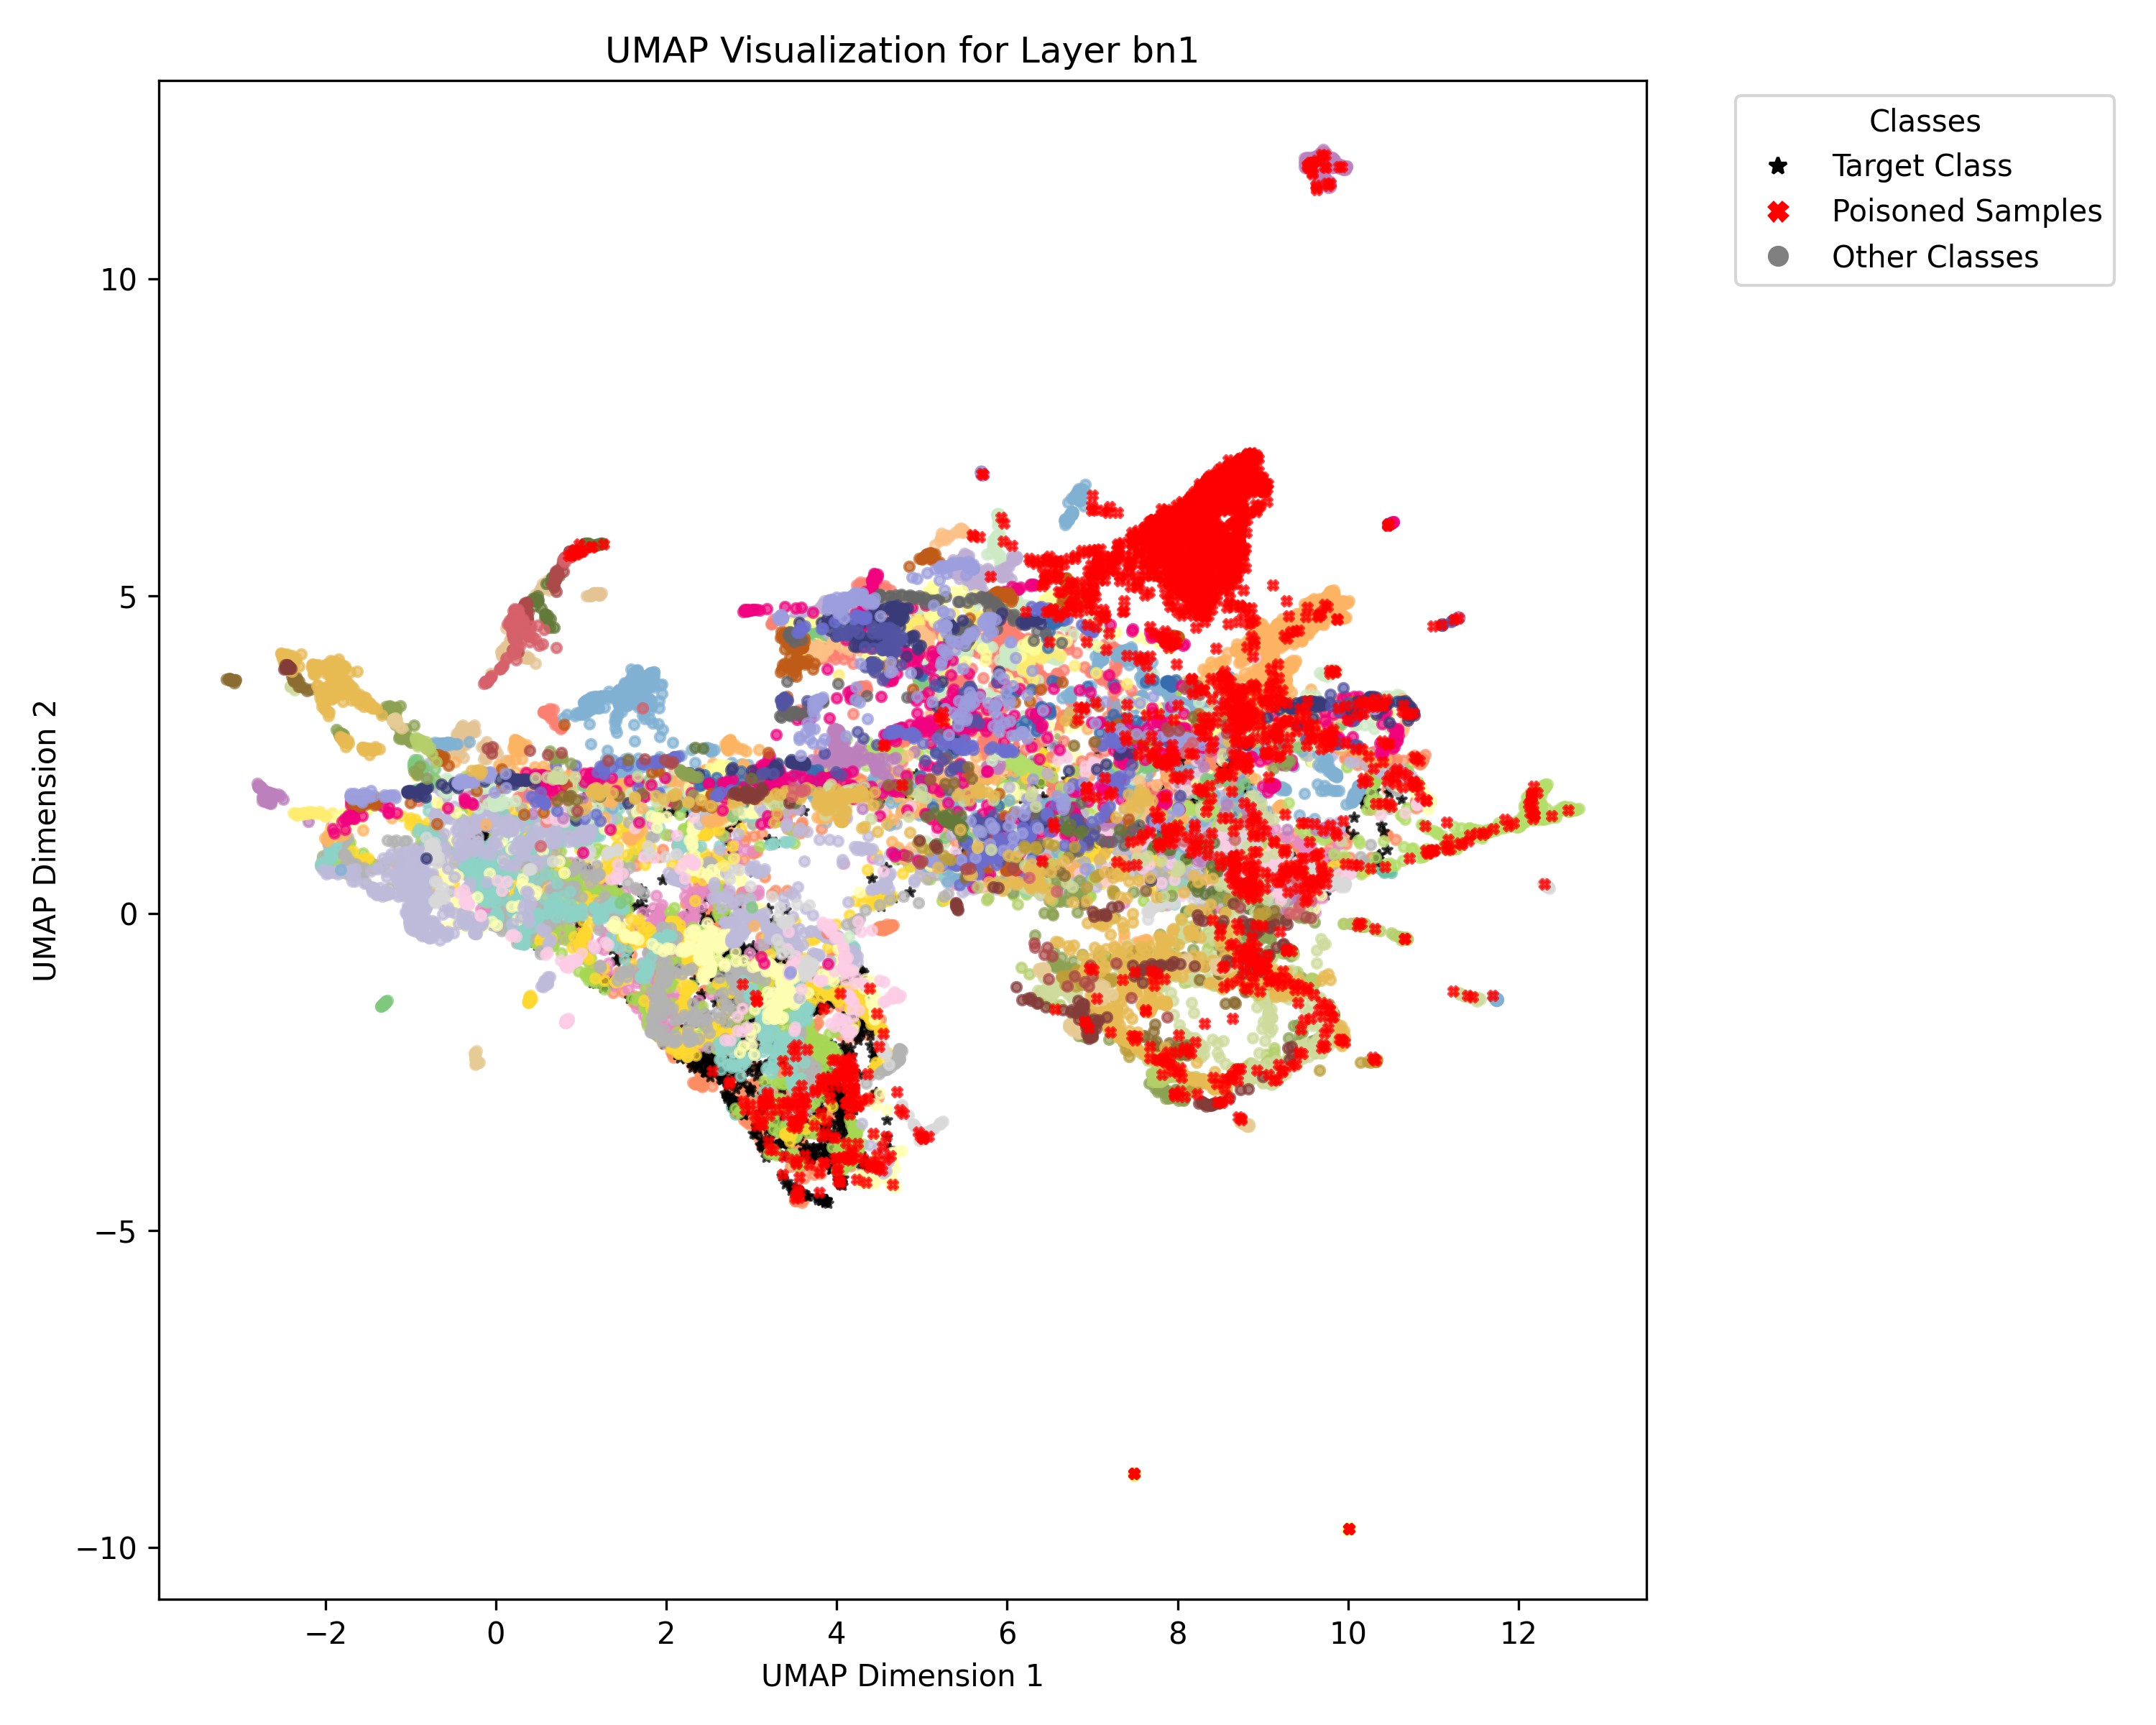 UMAP Visualization for Layer bn1
Classes
Target Class
Poisoned Samples
Other Classes
10
5
0
−5
−10
UMAP Dimension 2
−2 0 2 4 6 8 10 12
UMAP Dimension 1